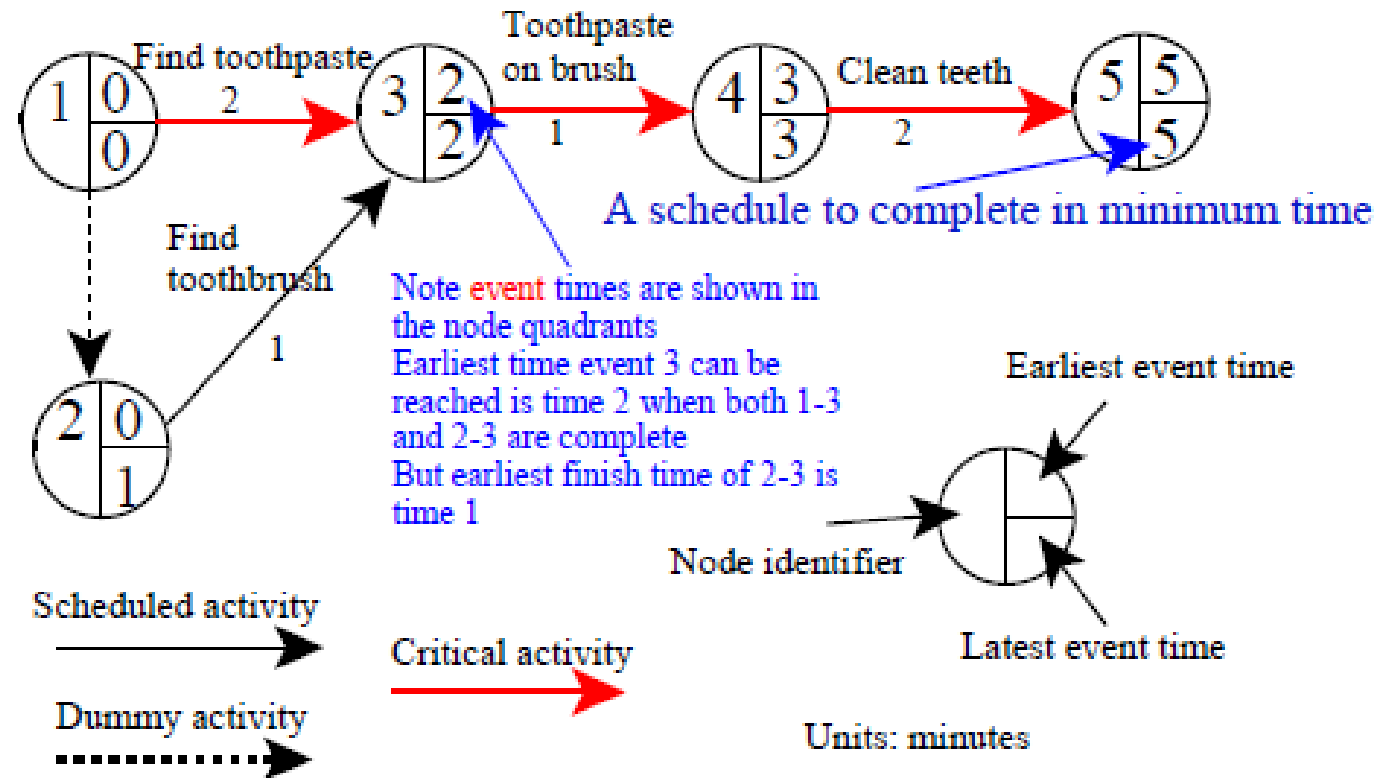 Find toothpaste
2
Toothpaste
on brush
1
Clean teeth
2
1 0
0
3 2
2
4 3
3
5 5
5
A schedule to complete in minimum time
Find
toothbrush
1
2 0
1
Note event times are shown in
the node quadrants
Earliest time event 3 can be
reached is time 2 when both 1-3
and 2-3 are complete
But earliest finish time of 2-3 is
time 1
Earliest event time
Node identifier
Latest event time
Scheduled activity
Critical activity
Dummy activity
Units: minutes